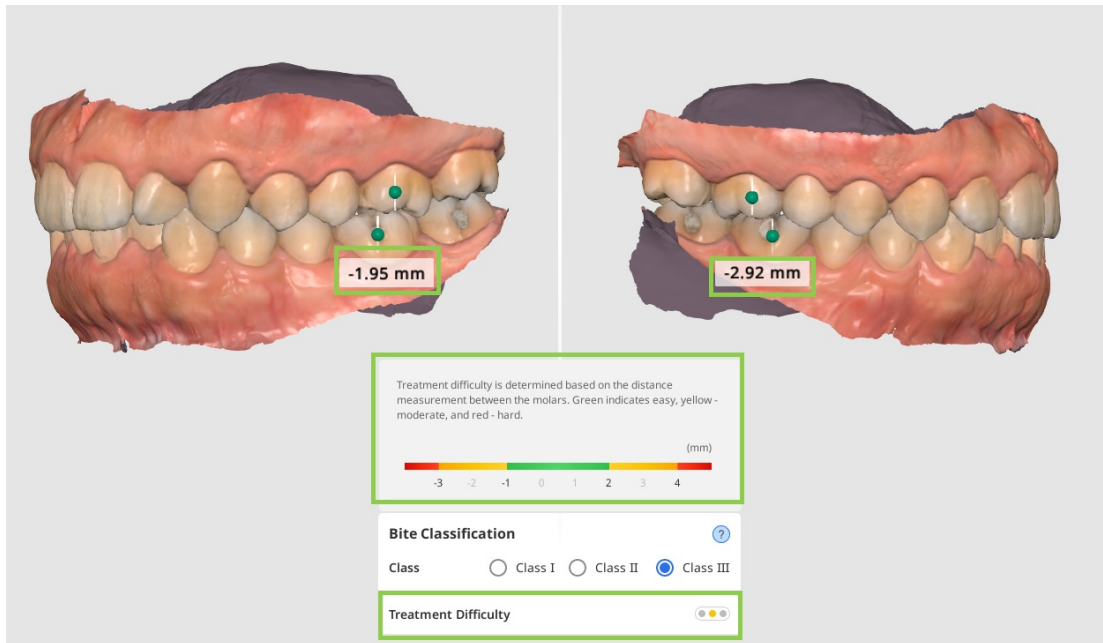 -1.95 mm
-2.92 mm
Treatment difficulty is determined based on the distance
measurement between the molars. Green indicates easy, yellow -
moderate, and red - hard.
(mm)
-3 -2 -1 0 1 2 3 4
Bite Classification ?
Class Class I Class II Class III
Treatment Difficulty